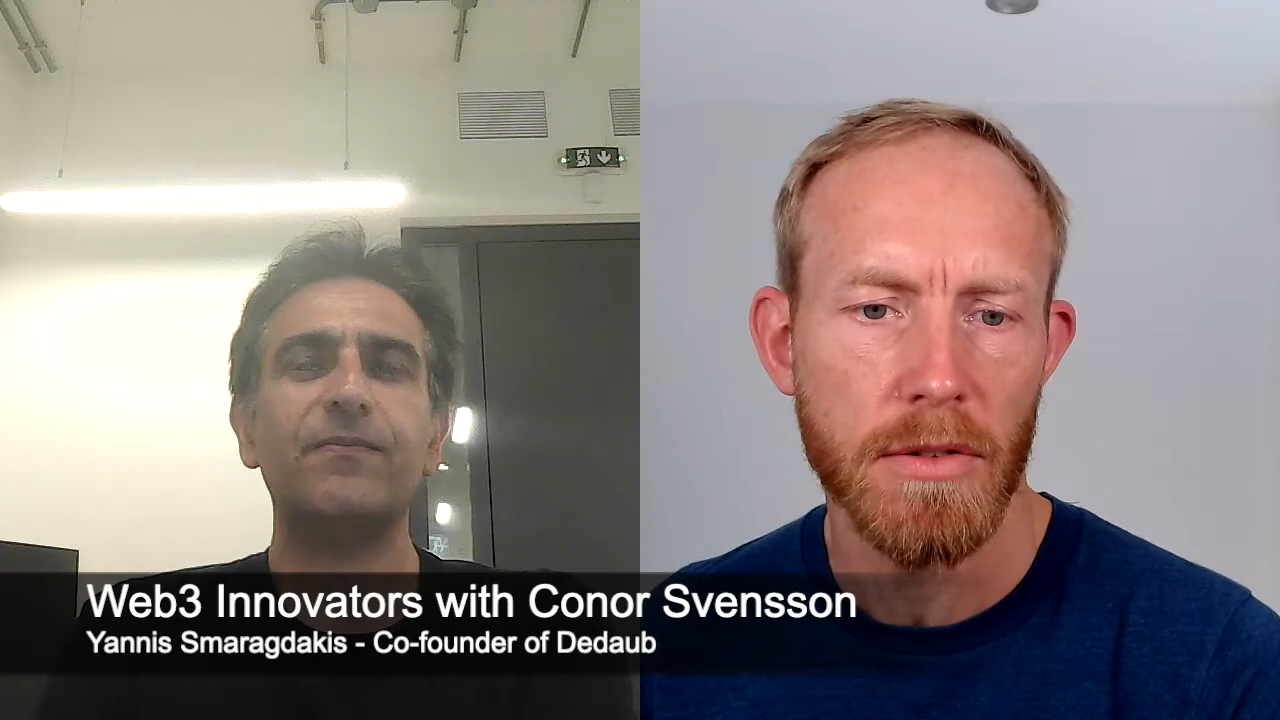 Web3 Innovators with Conor Svensson
Yannis Smaragdakis - Co-founder of Dedaub